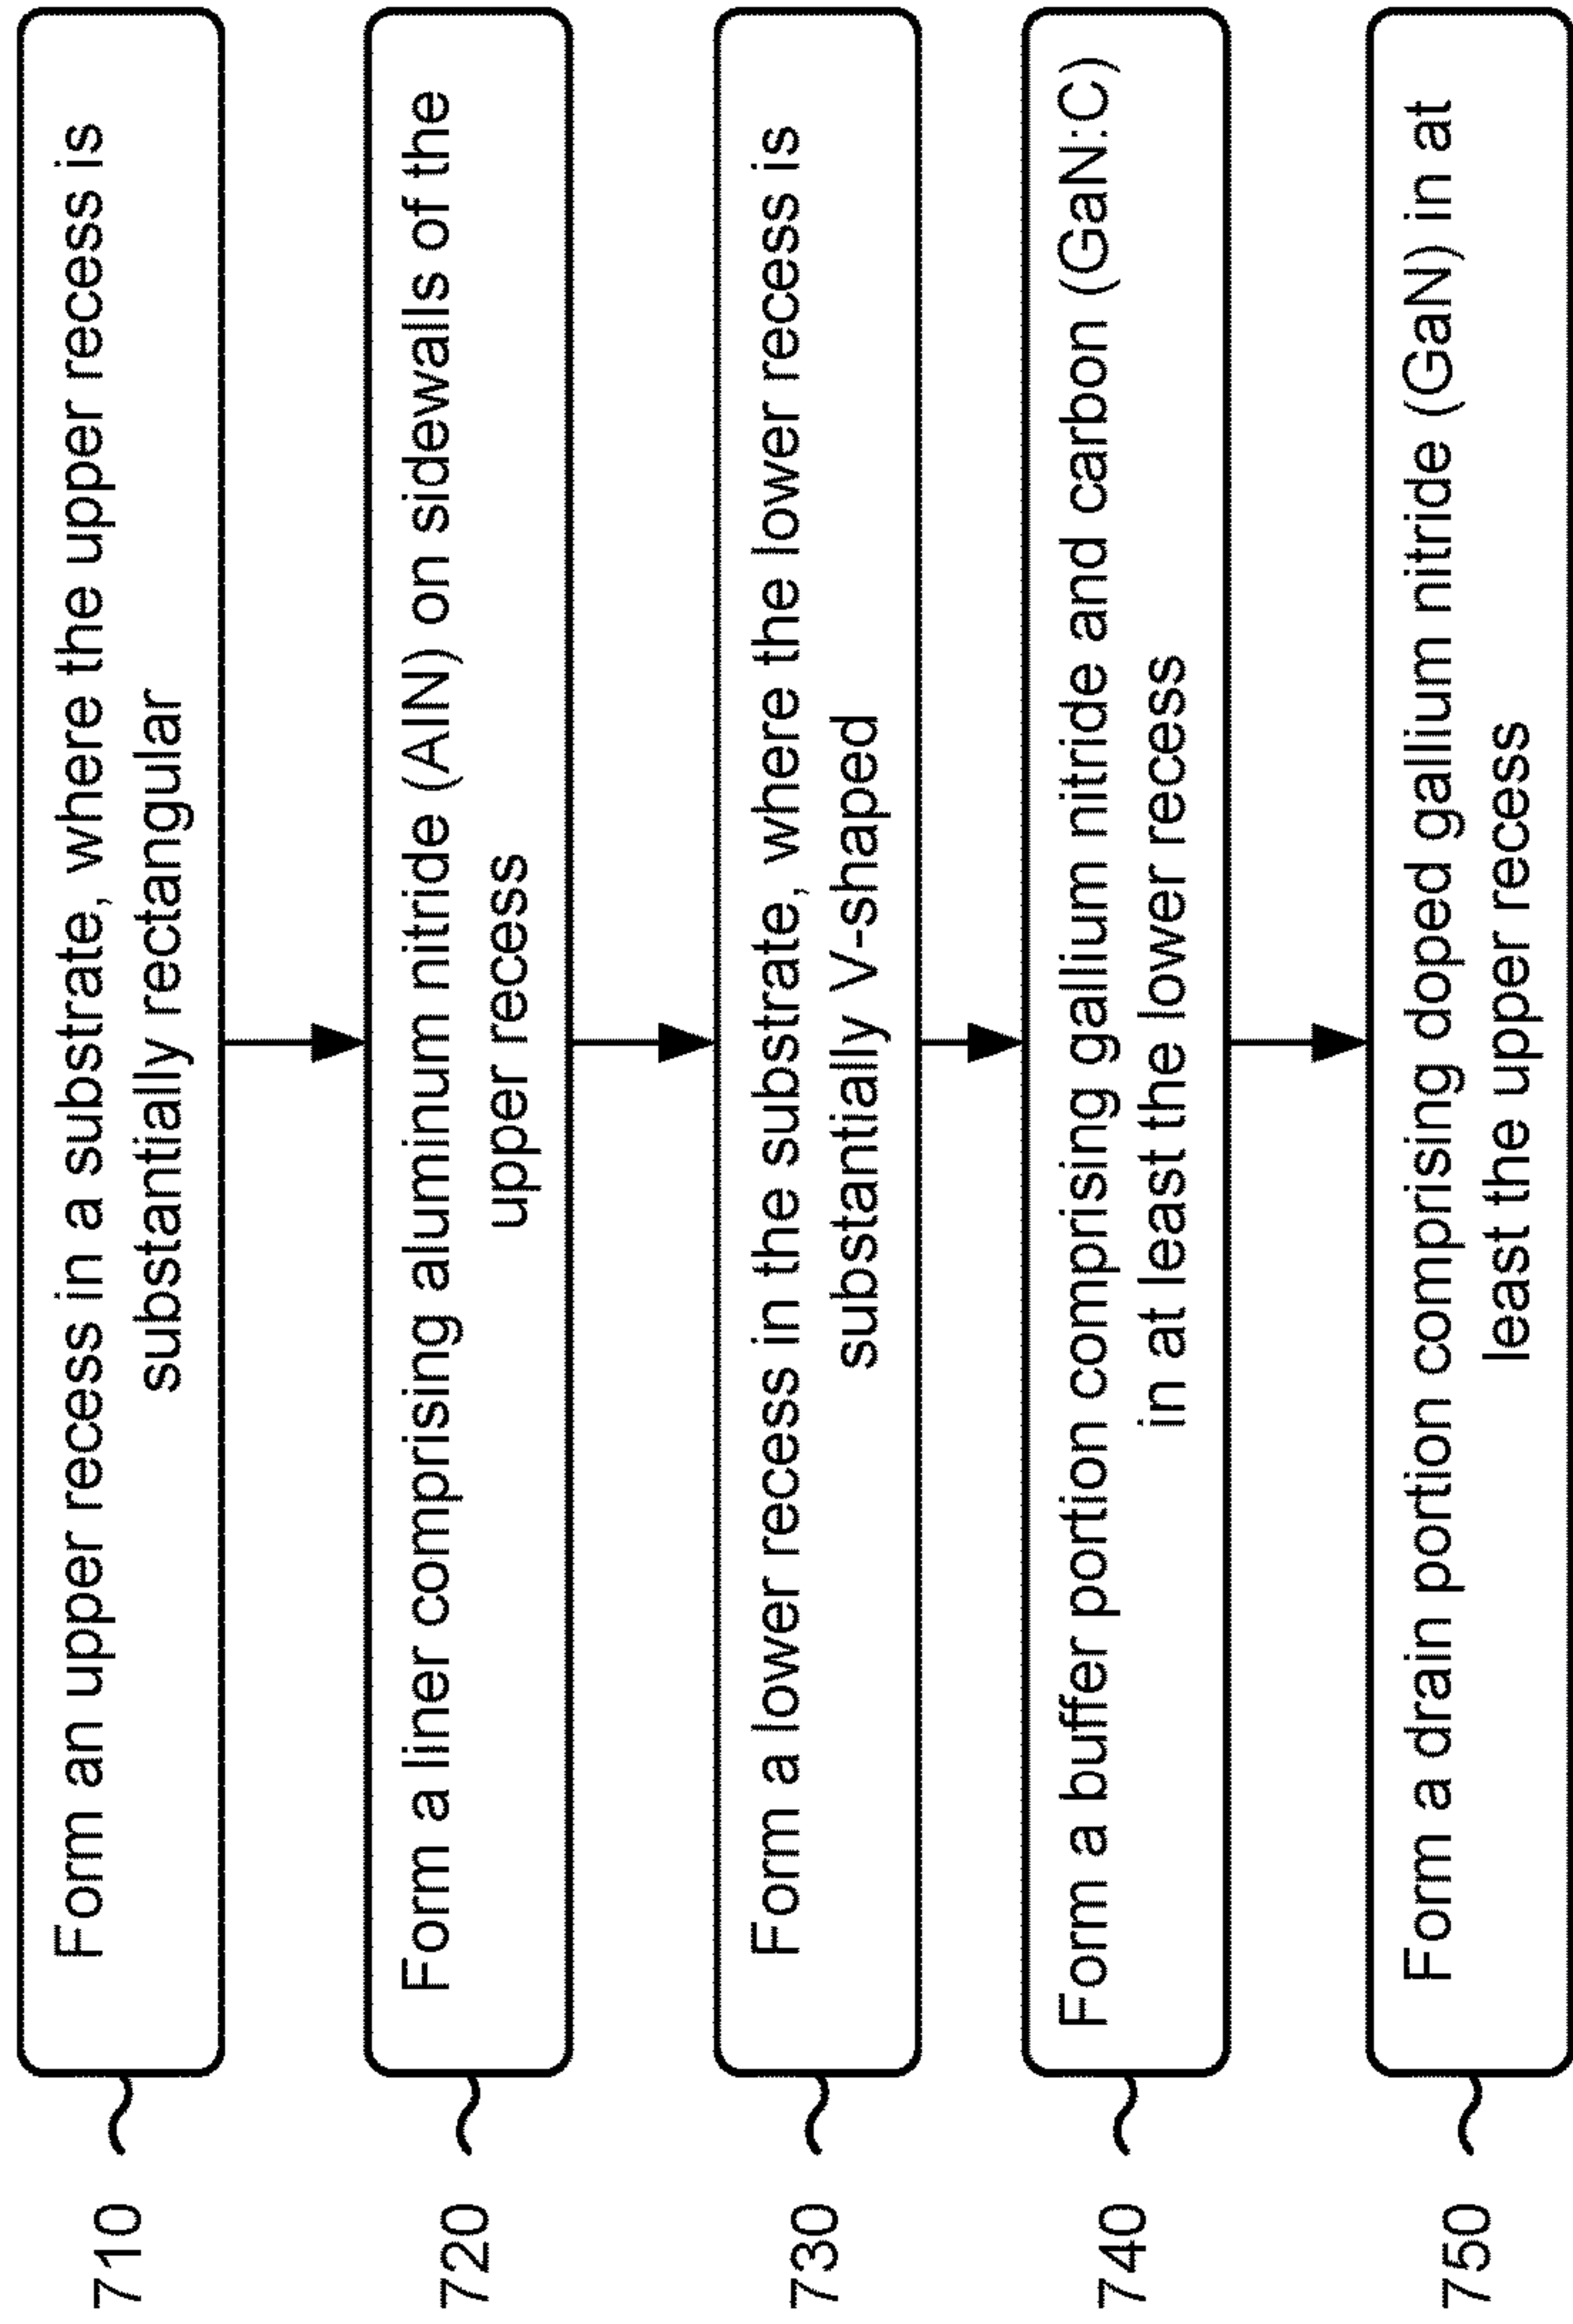 710
Form an upper recess in a substrate, where the upper recess is
substantially rectangular
720
Form a liner comprising aluminum nitride (AlN) on sidewalls of the
upper recess
730
Form a lower recess in the substrate, where the lower recess is
substantially V-shaped
740
Form a buffer portion comprising gallium nitride and carbon (GaN:C)
in at least the lower recess
750
Form a drain portion comprising doped gallium nitride (GaN) in at
least the upper recess